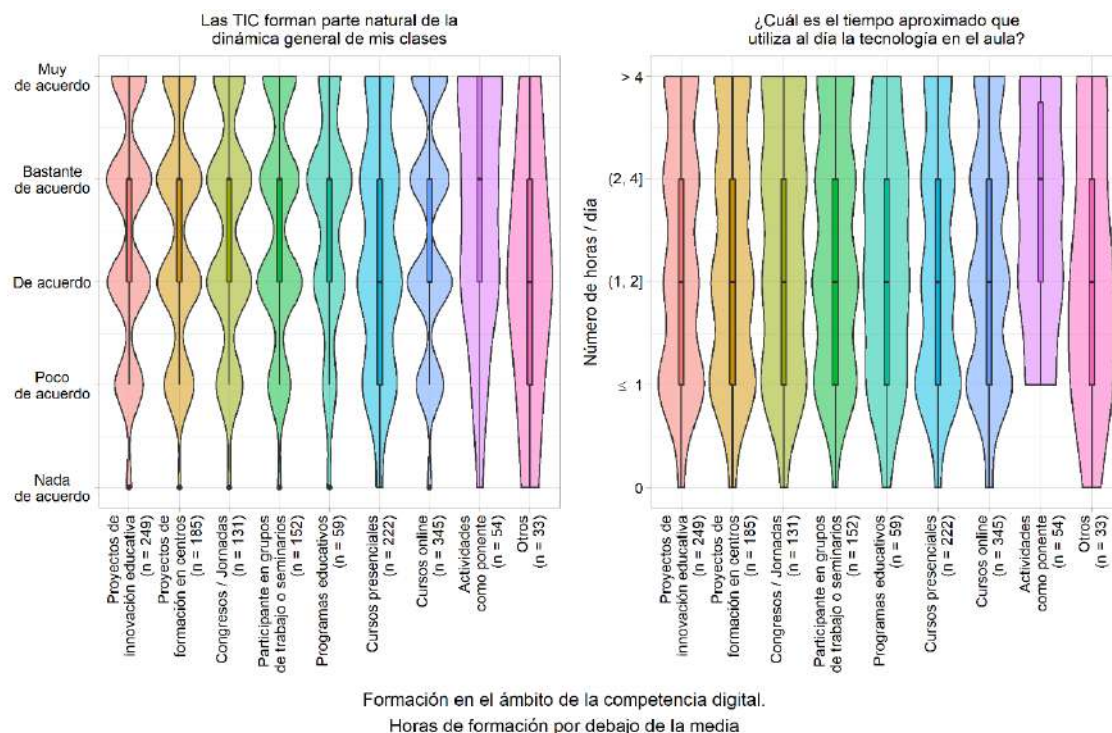 Las TIC forman parte natural de la
dinámica general de mis clases
Muy
de acuerdo
Bastante
de acuerdo
De acuerdo
Poco
de acuerdo
Nada
de acuerdo
Proyectos de
innovación educativa
(n = 249)
Proyectos de
formación en centros
(n = 185)
Congresos / Jornadas
(n = 131)
Participante en grupos
de trabajo o seminarios
(n = 152)
Programas educativos
(n = 59)
Cursos presenciales
(n = 222)
Cursos online
(n = 345)
Actividades
como ponente
(n = 54)
Otros
(n = 33)
¿Cuál es el tiempo aproximado que
utiliza al día la tecnología en el aula?
Número de horas / día
> 4
(2, 4]
(1, 2]
≤ 1
0
Proyectos de
innovación educativa
(n = 249)
Proyectos de
formación en centros
(n = 185)
Congresos / Jornadas
(n = 131)
Participante en grupos
de trabajo o seminarios
(n = 152)
Programas educativos
(n = 59)
Cursos presenciales
(n = 222)
Cursos online
(n = 345)
Actividades
como ponente
(n = 54)
Otros
(n = 33)
Formación en el ámbito de la competencia digital.
Horas de formación por debajo de la media